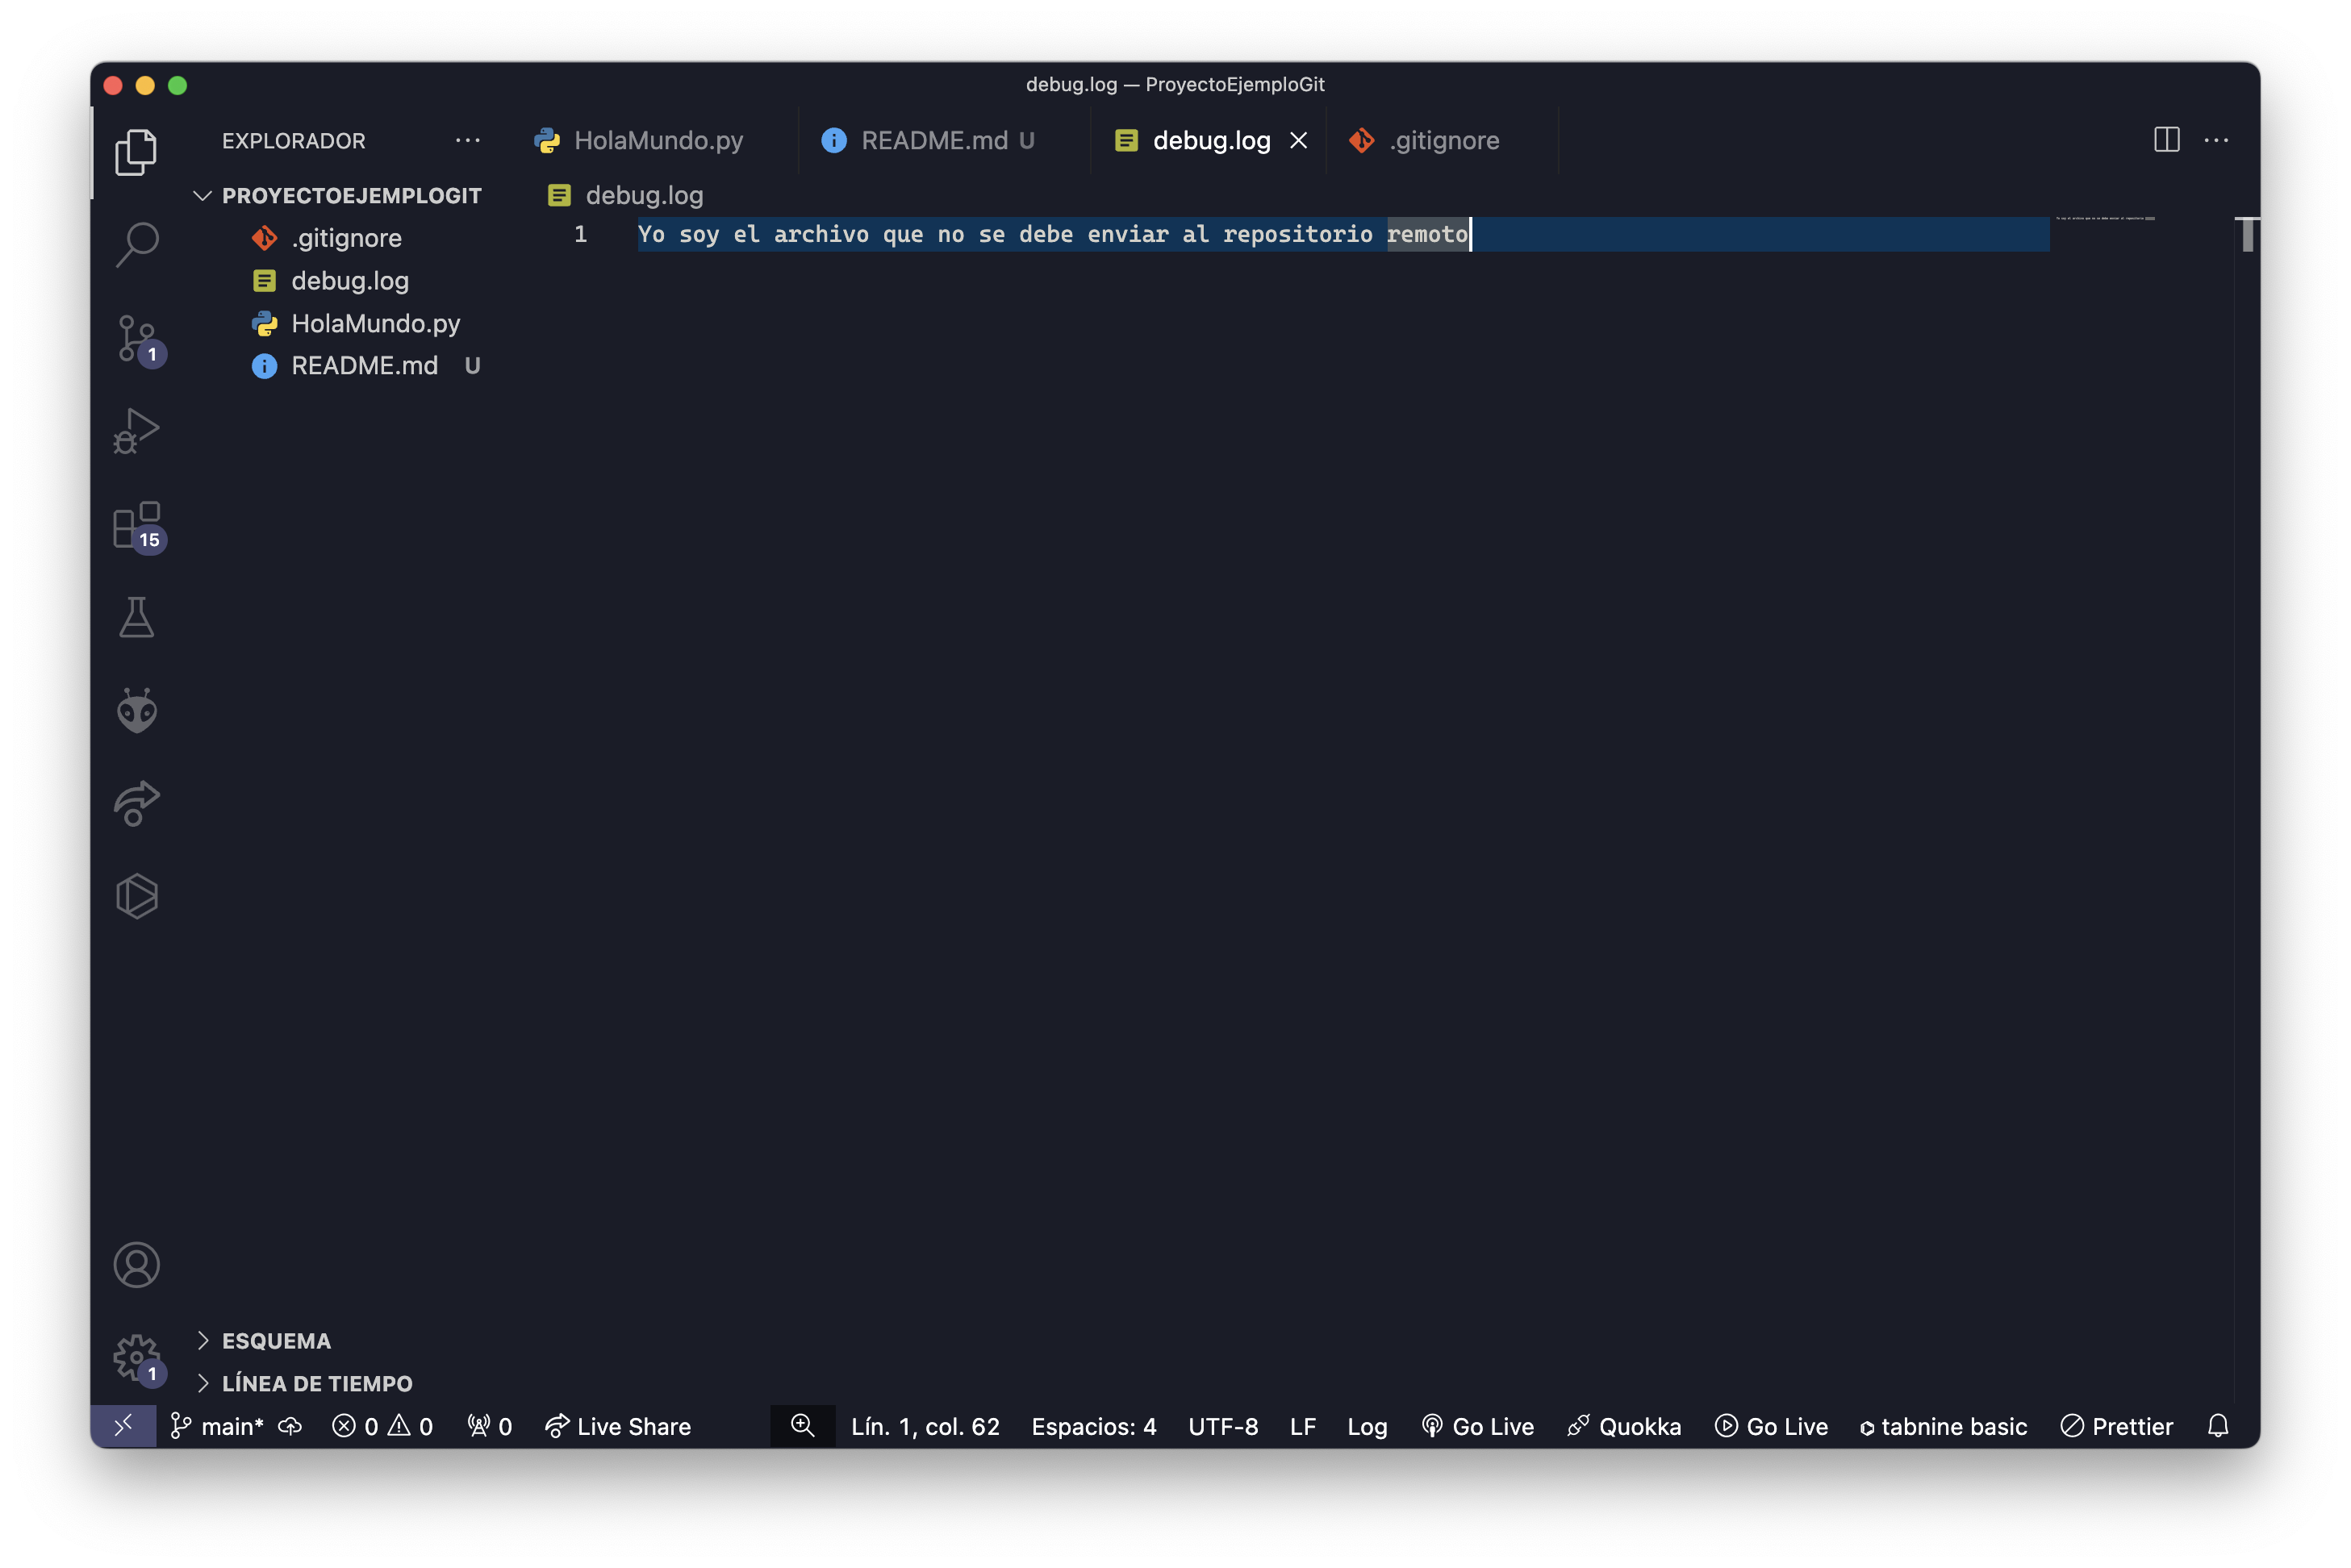 debug.log — ProyectoEjemploGit
EXPLORADOR
HolaMundo.py
README.md U
debug.log
.gitignore
PROYECTOEJEMPLOGIT
.gitignore
debug.log
HolaMundo.py
README.md U
debug.log
1 Yo soy el archivo que no se debe enviar al repositorio remoto
1
15
ESQUEMA
LÍNEA DE TIEMPO
1
main* 0 0 0 Live Share Lín. 1, col. 62 Espacios: 4 UTF-8 LF Log Go Live Quokka Go Live tabnine basic Prettier